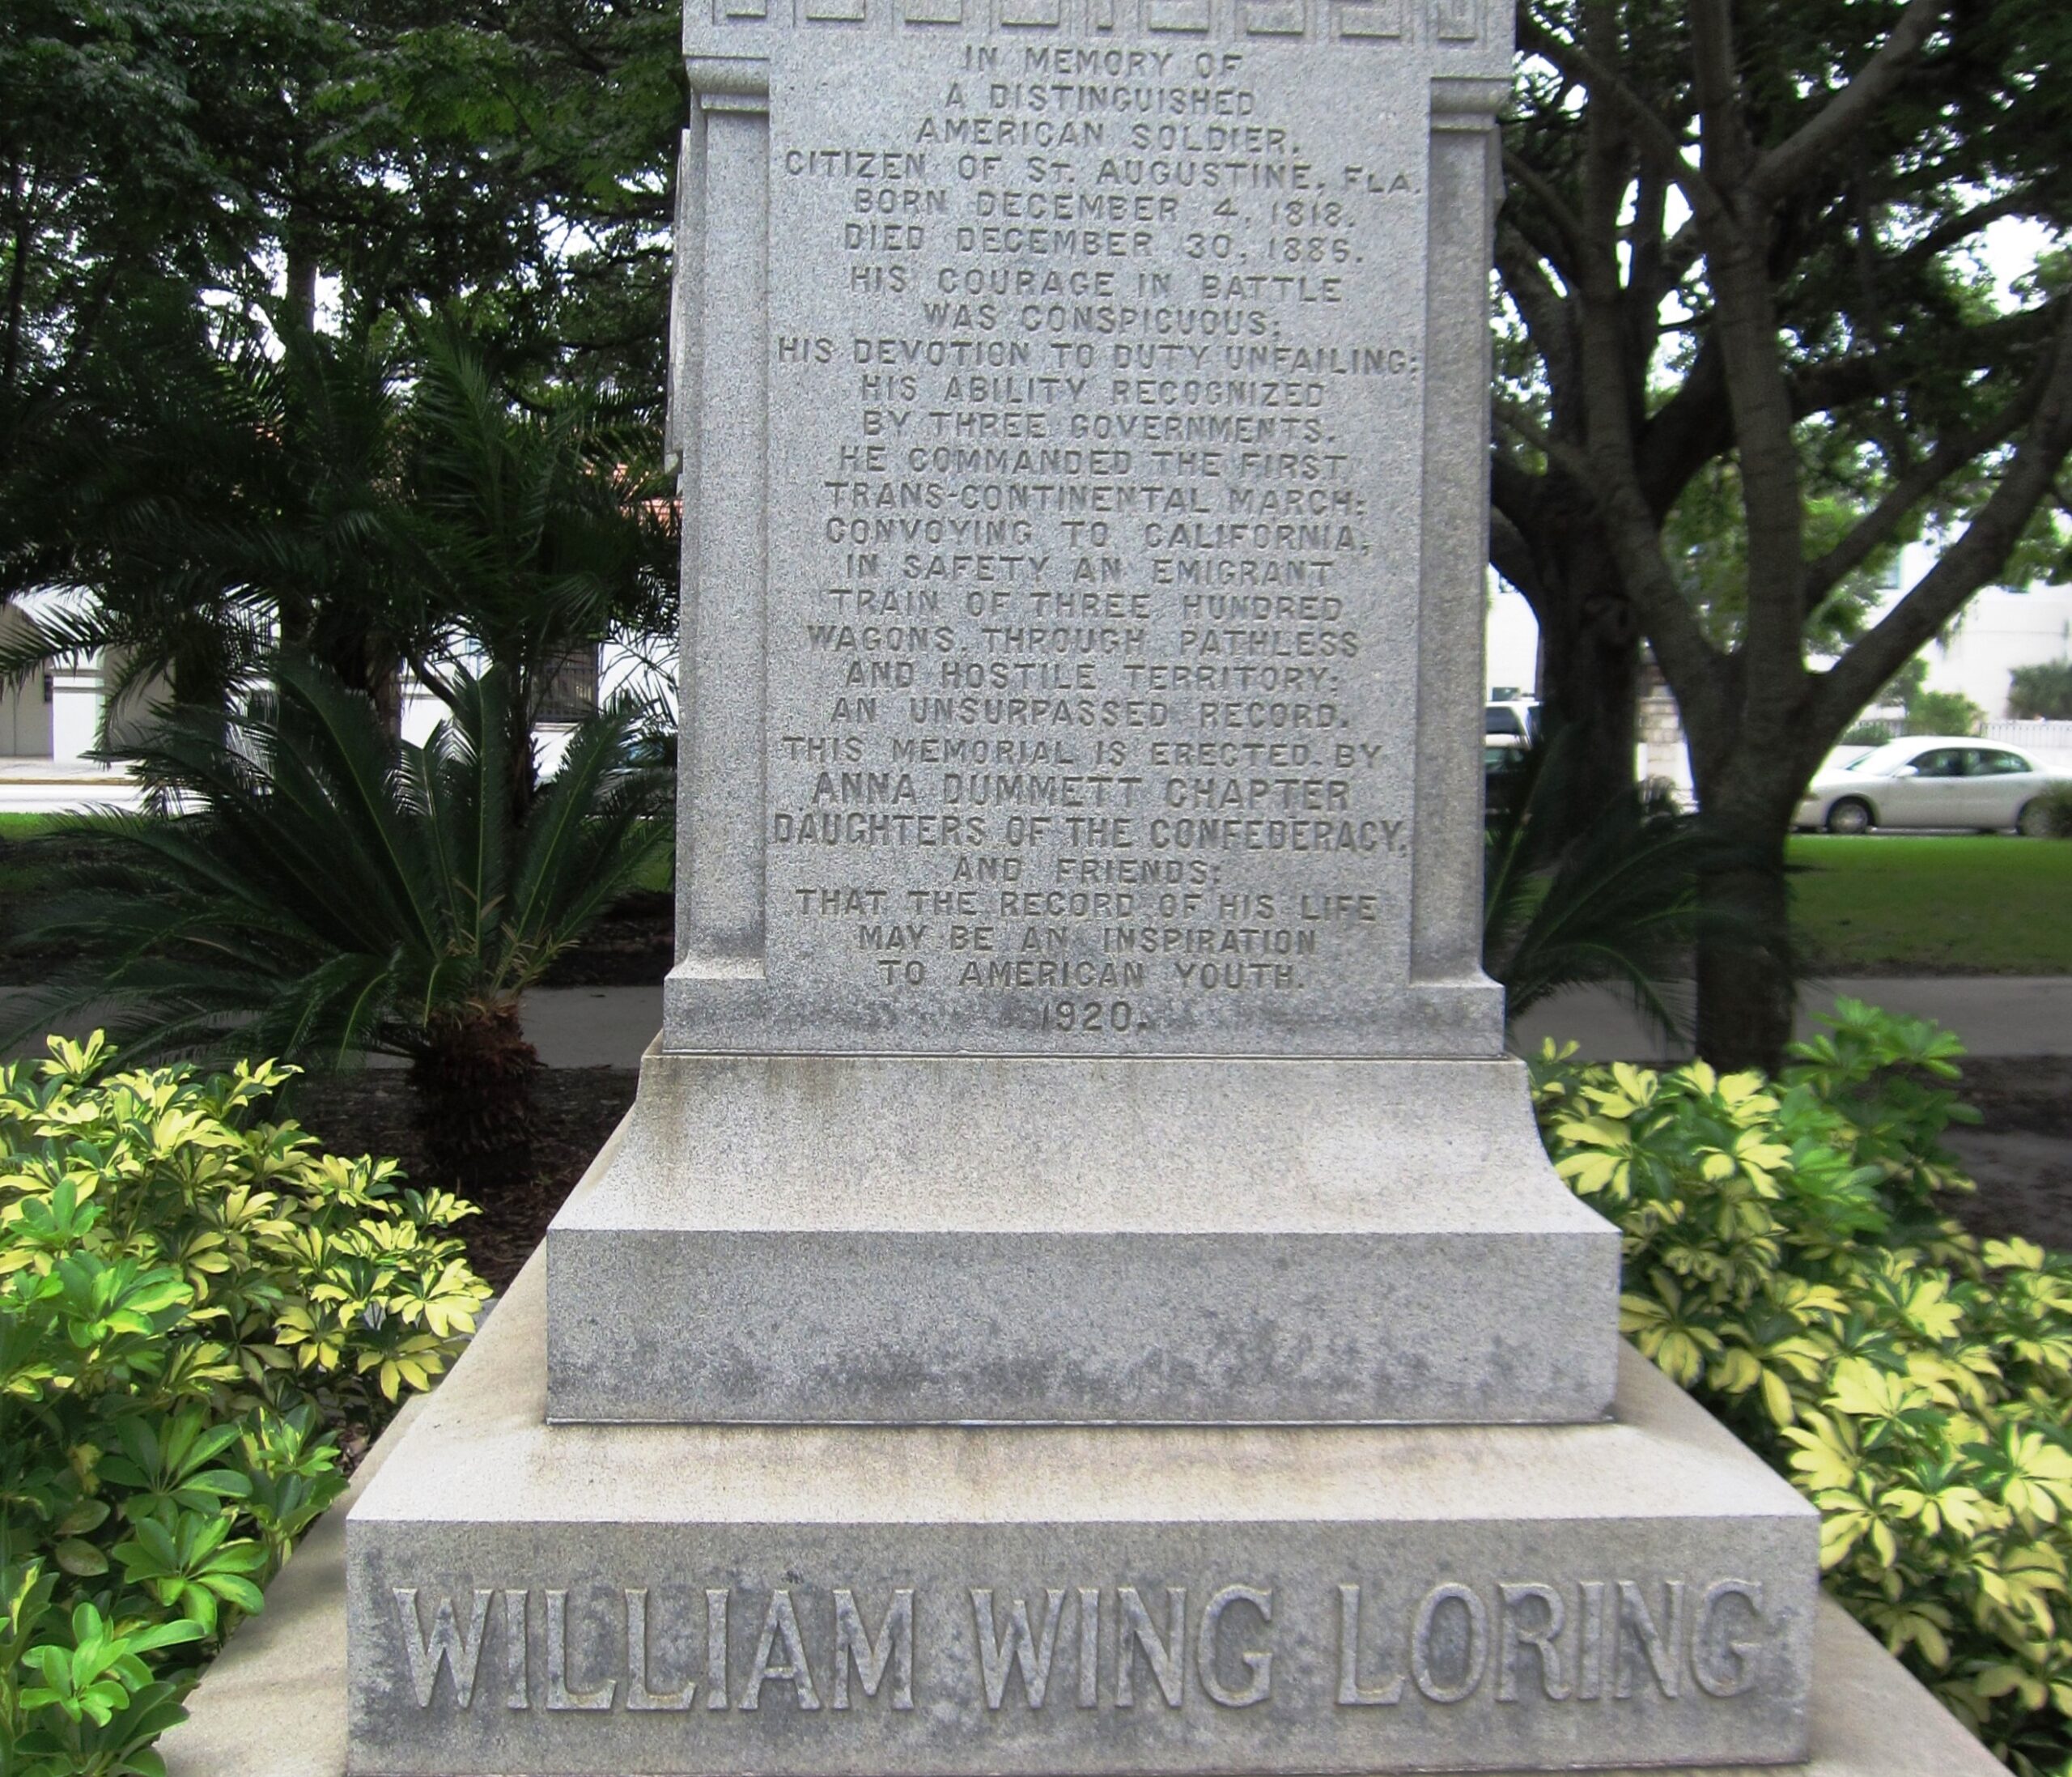 IN MEMORY OF
A DISTINGUISHED
AMERICAN SOLDIER.
CITIZEN OF ST. AUGUSTINE, FLA.
BORN DECEMBER 4, 1818.
DIED DECEMBER 30, 1886.
HIS COURAGE IN BATTLE
WAS CONSPICUOUS;
HIS DEVOTION TO DUTY UNFAILING;
HIS ABILITY RECOGNIZED
BY THREE GOVERNMENTS.
HE COMMANDED THE FIRST
TRANS-CONTINENTAL MARCH;
CONVOYING TO CALIFORNIA,
IN SAFETY AN EMIGRANT
TRAIN OF THREE HUNDRED
WAGONS, THROUGH PATHLESS
AND HOSTILE TERRITORY;
AN UNSURPASSED RECORD.
THIS MEMORIAL IS ERECTED BY
ANNA DUMMETT CHAPTER
DAUGHTERS OF THE CONFEDERACY,
AND FRIENDS;
THAT THE RECORD OF HIS LIFE
MAY BE AN INSPIRATION
TO AMERICAN YOUTH.
1920.
WILLIAM WING LORING